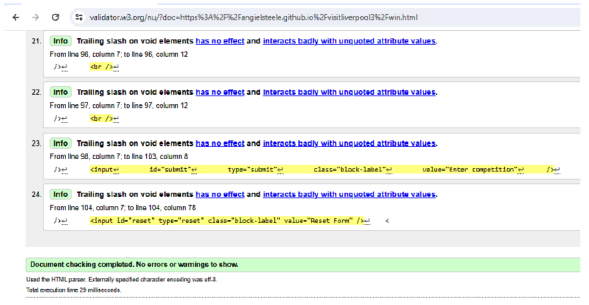 validator.w3.org/nu/?doc=https%3A%2F%2Fangielsteele.github.io%2Fvisitliverpool3%2Fwin.html
21. Info Trailing slash on void elements has no effect and interacts badly with unquoted attribute values.
From line 96, column 7; to line 96, column 12
/>↩ <br />↩
22. Info Trailing slash on void elements has no effect and interacts badly with unquoted attribute values.
From line 97, column 7; to line 97, column 12
/>↩ <br />↩
23. Info Trailing slash on void elements has no effect and interacts badly with unquoted attribute values.
From line 98, column 7; to line 103, column 8
/>↩ <input↩ id="submit"↩ type="submit"↩ class="block-label"↩ value="Enter competition"↩ />↩
24. Info Trailing slash on void elements has no effect and interacts badly with unquoted attribute values.
From line 104, column 7; to line 104, column 78
/>↩ <input id="reset" type="reset" class="block-label" value="Reset Form" />↩ <
Document checking completed. No errors or warnings to show.
Used the HTML parser. Externally specified character encoding was utf-8.
Total execution time 29 milliseconds.